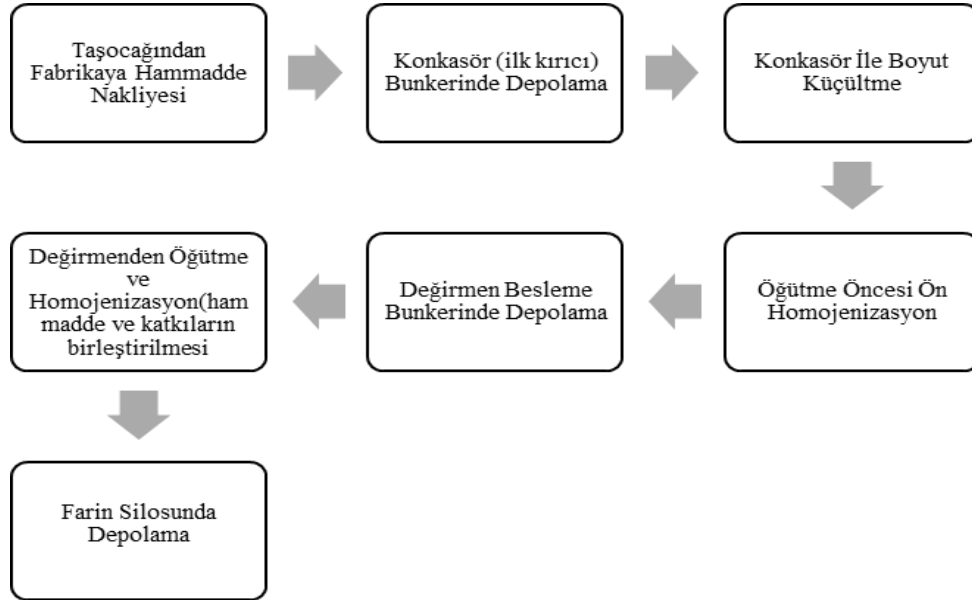 Taşocağından
Fabrikaya Hammadde
Nakliyesi
Konkasör (ilk kırıcı)
Bunkerinde Depolama
Konkasör İle Boyut
Küçültme
Öğütme Öncesi Ön
Homojenizasyon
Değirmen Besleme
Bunkerinde Depolama
Değirmenden Öğütme
ve
Homojenizasyon(ham
madde ve katkıların
birleştirilmesi
Farin Silosunda
Depolama